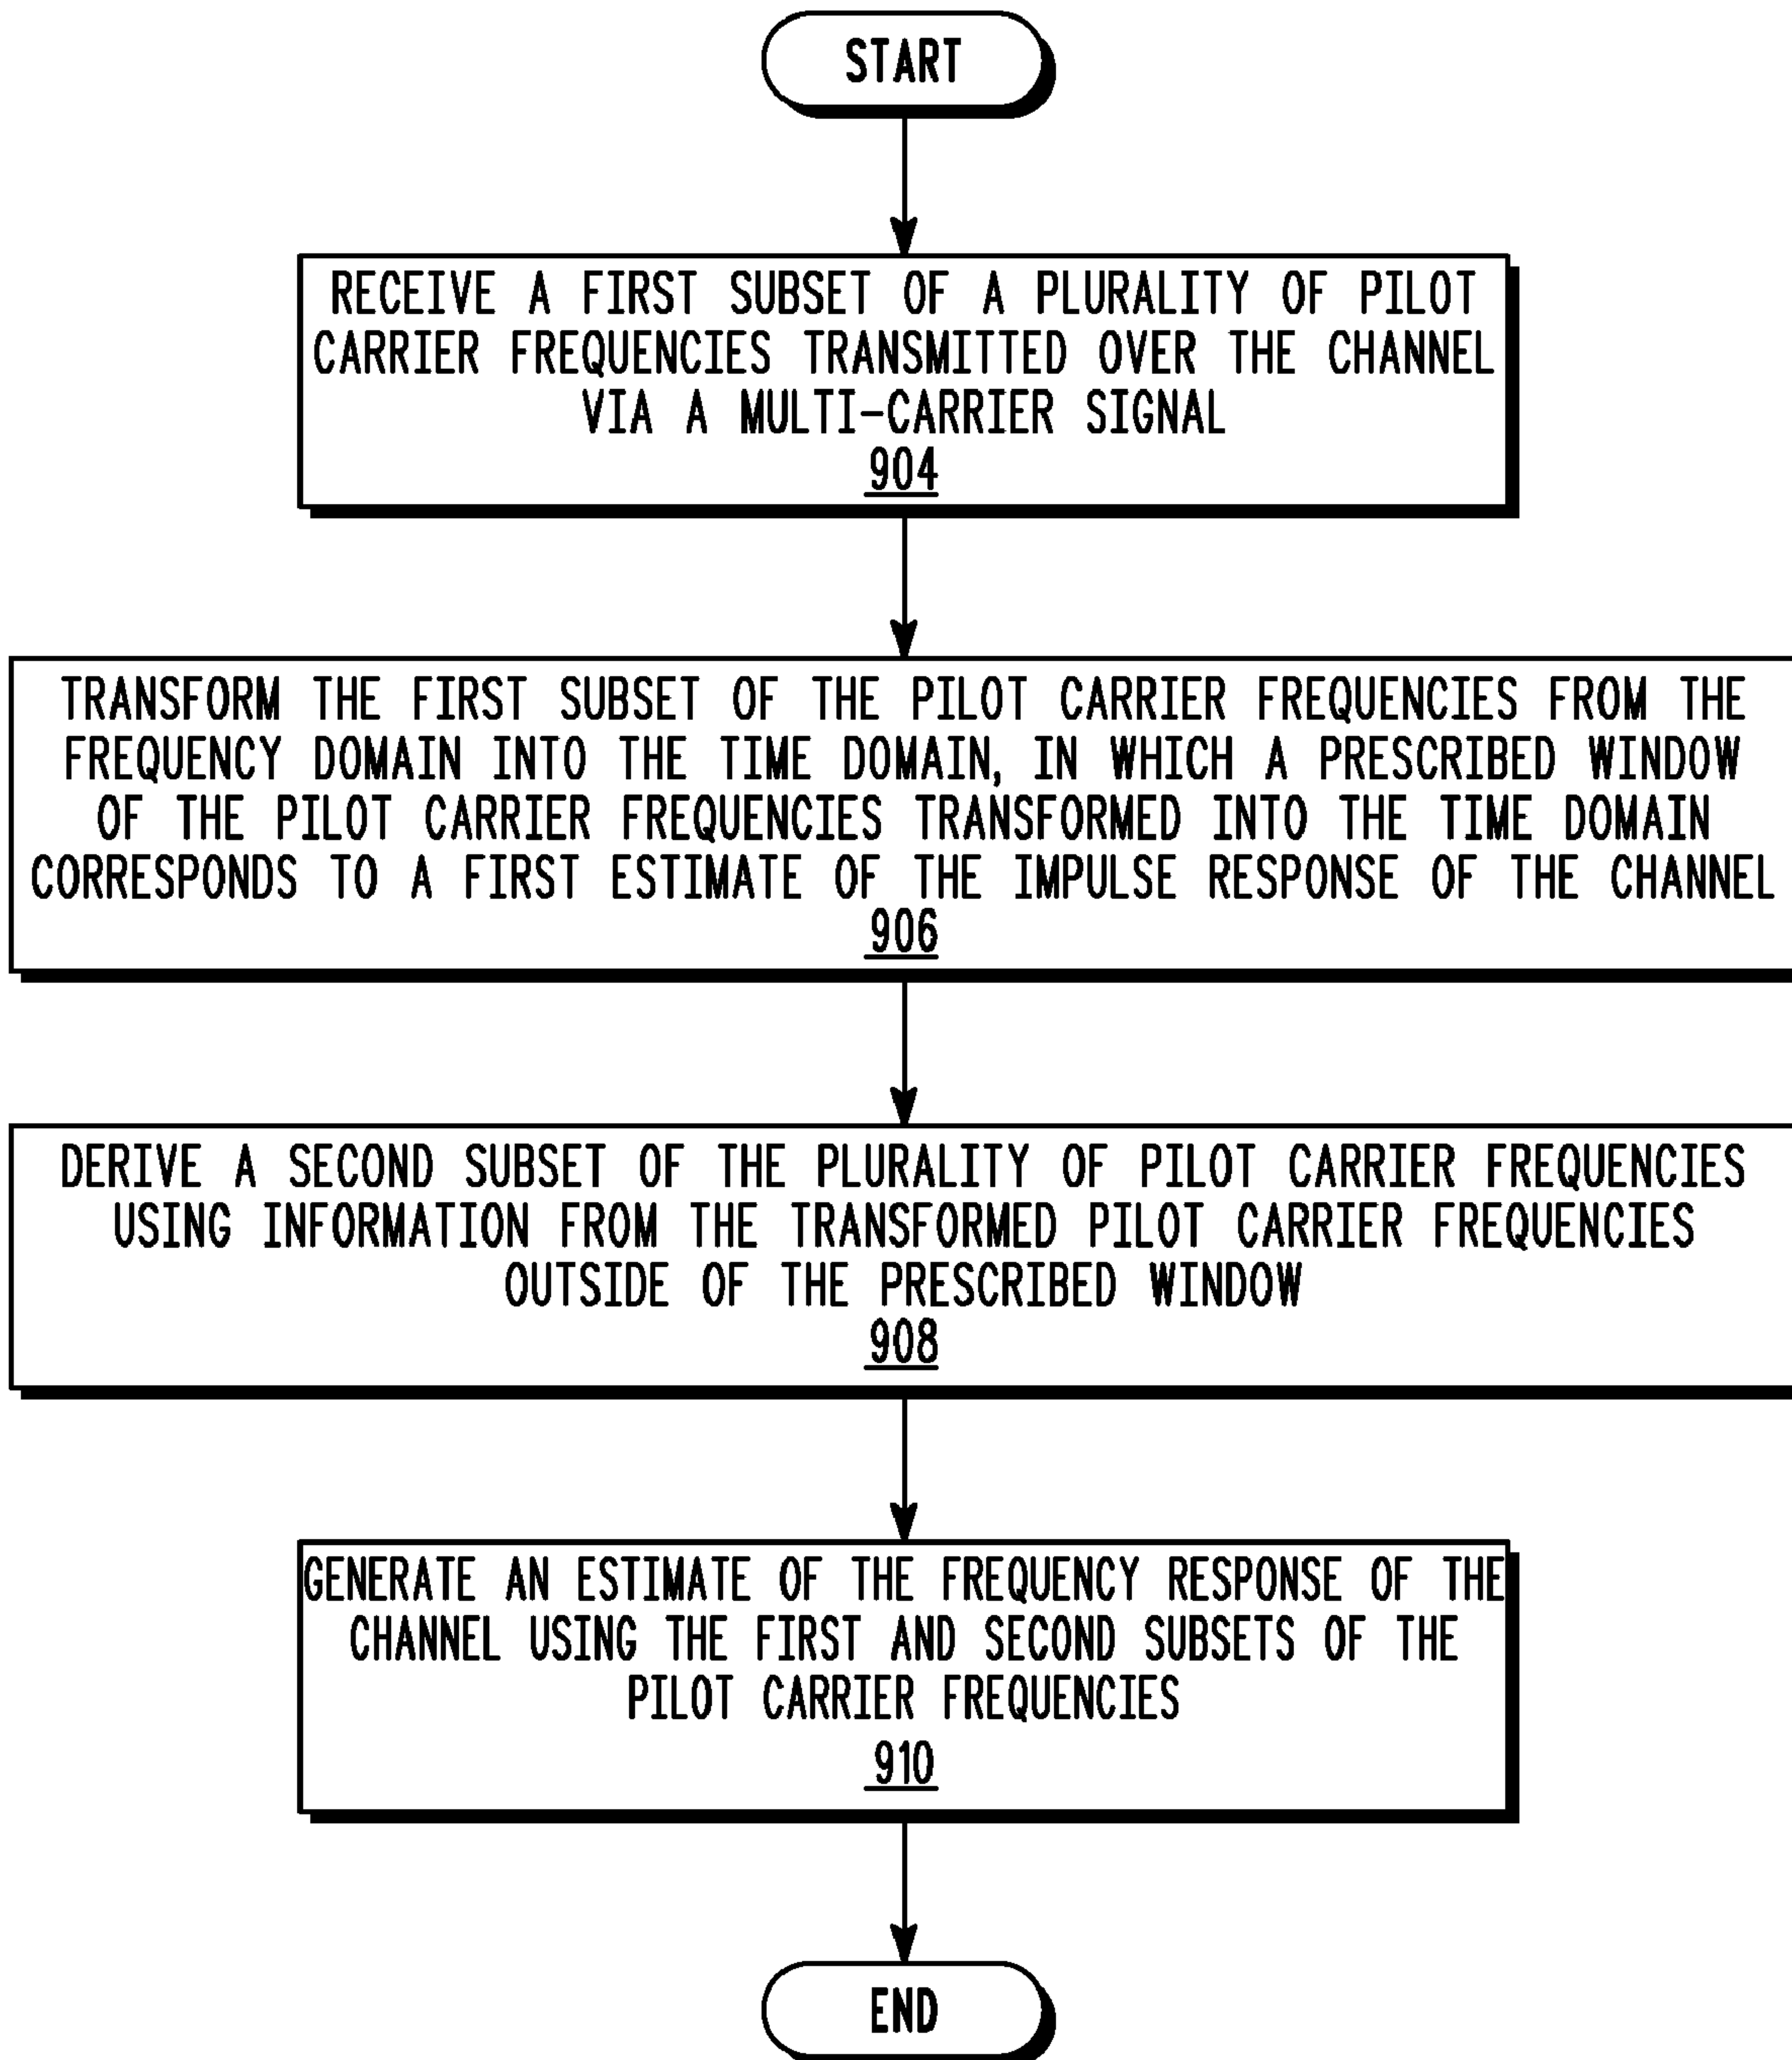 START
RECEIVE A FIRST SUBSET OF A PLURALITY OF PILOT
CARRIER FREQUENCIES TRANSMITTED OVER THE CHANNEL
VIA A MULTI-CARRIER SIGNAL
904
TRANSFORM THE FIRST SUBSET OF THE PILOT CARRIER FREQUENCIES FROM THE
FREQUENCY DOMAIN INTO THE TIME DOMAIN, IN WHICH A PRESCRIBED WINDOW
OF THE PILOT CARRIER FREQUENCIES TRANSFORMED INTO THE TIME DOMAIN
CORRESPONDS TO A FIRST ESTIMATE OF THE IMPULSE RESPONSE OF THE CHANNEL
906
DERIVE A SECOND SUBSET OF THE PLURALITY OF PILOT CARRIER FREQUENCIES
USING INFORMATION FROM THE TRANSFORMED PILOT CARRIER FREQUENCIES
OUTSIDE OF THE PRESCRIBED WINDOW
908
GENERATE AN ESTIMATE OF THE FREQUENCY RESPONSE OF THE
CHANNEL USING THE FIRST AND SECOND SUBSETS OF THE
PILOT CARRIER FREQUENCIES
910
END